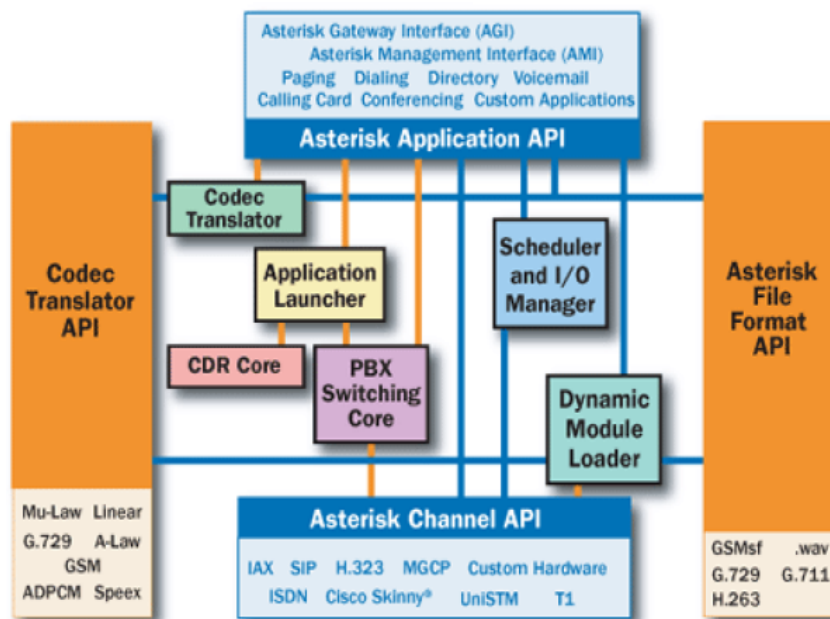 Asterisk Gateway Interface (AGI)
Asterisk Management Interface (AMI)
Paging Dialing Directory Voicemail
Calling Card Conferencing Custom Applications
Asterisk Application API
Codec
Translator
API
Mu-Law Linear
G.729 A-Law
GSM
ADPCM Speex
Codec
Translator
Application
Launcher
CDR Core
PBX
Switching
Core
Scheduler
and I/O
Manager
Dynamic
Module
Loader
Asterisk
File
Format
API
GSMsf .wav
G.729 G.711
H.263
Asterisk Channel API
IAX SIP H.323 MGCP Custom Hardware
ISDN Cisco Skinny® UniSTM T1